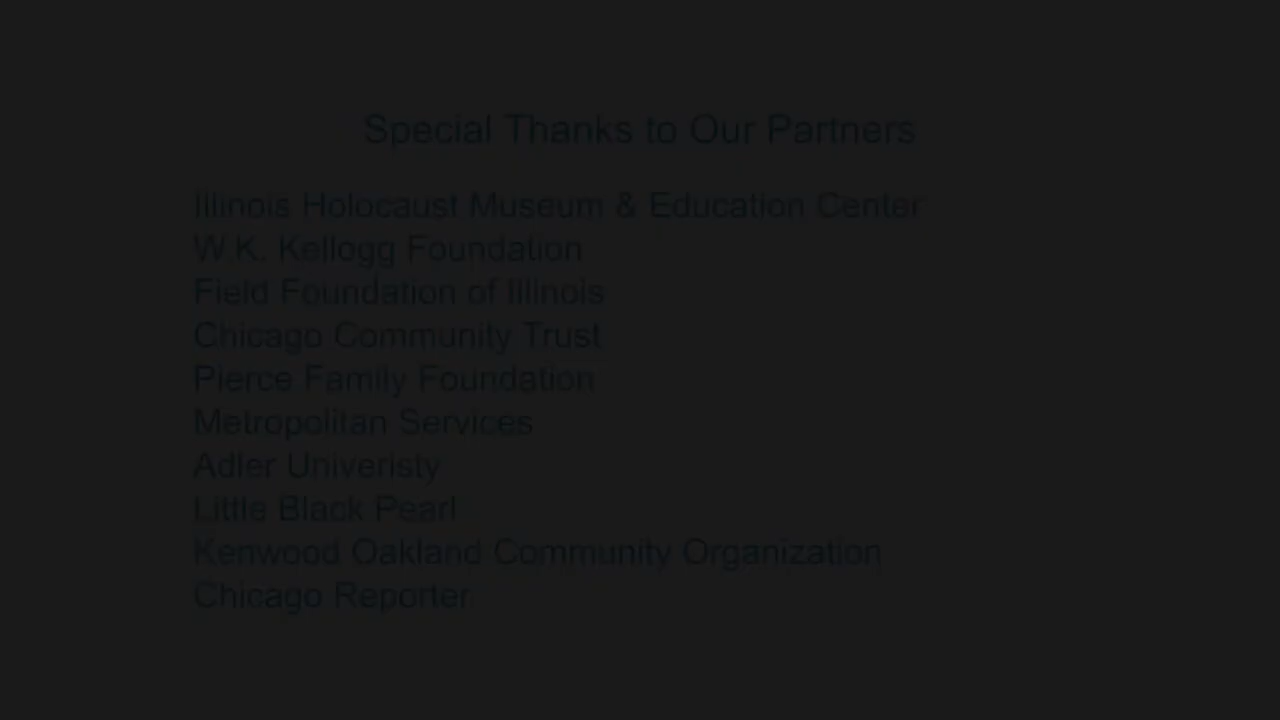 Special Thanks to Our Partners
Illinois Holocaust Museum & Education Center
W.K. Kellogg Foundation
Field Foundation of Illinois
Chicago Community Trust
Pierce Family Foundation
Metropolitan Services
Adler Univeristy
Little Black Pearl
Kenwood Oakland Community Organization
Chicago Reporter